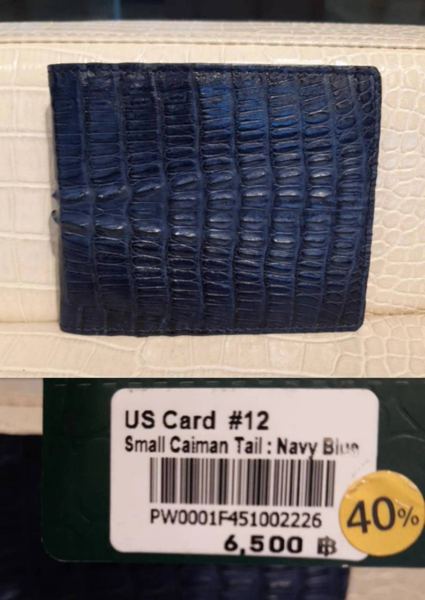 US Card #12
Small Caiman Tail : Navy Blue
PW0001F451002226
40%
6,500 ฿